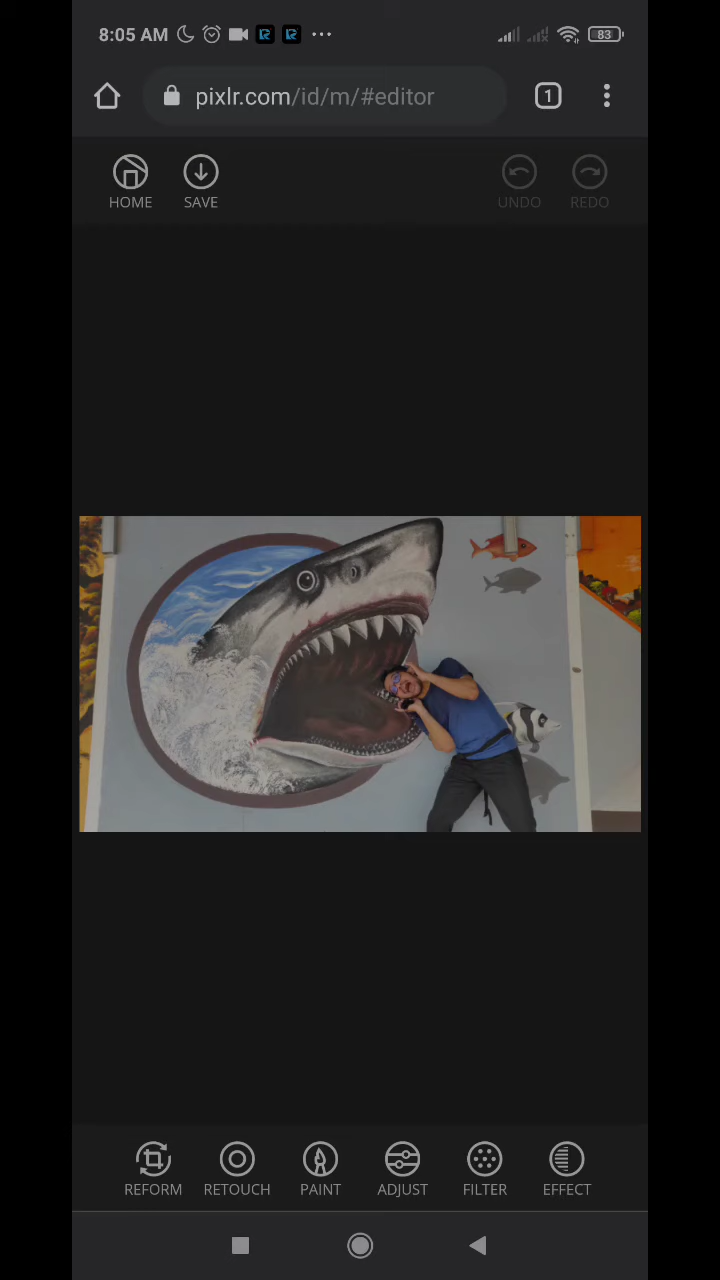 8:05 AM
83
pixlr.com/id/m/#editor
1
HOME SAVE UNDO REDO
REFORM RETOUCH PAINT ADJUST FILTER EFFECT